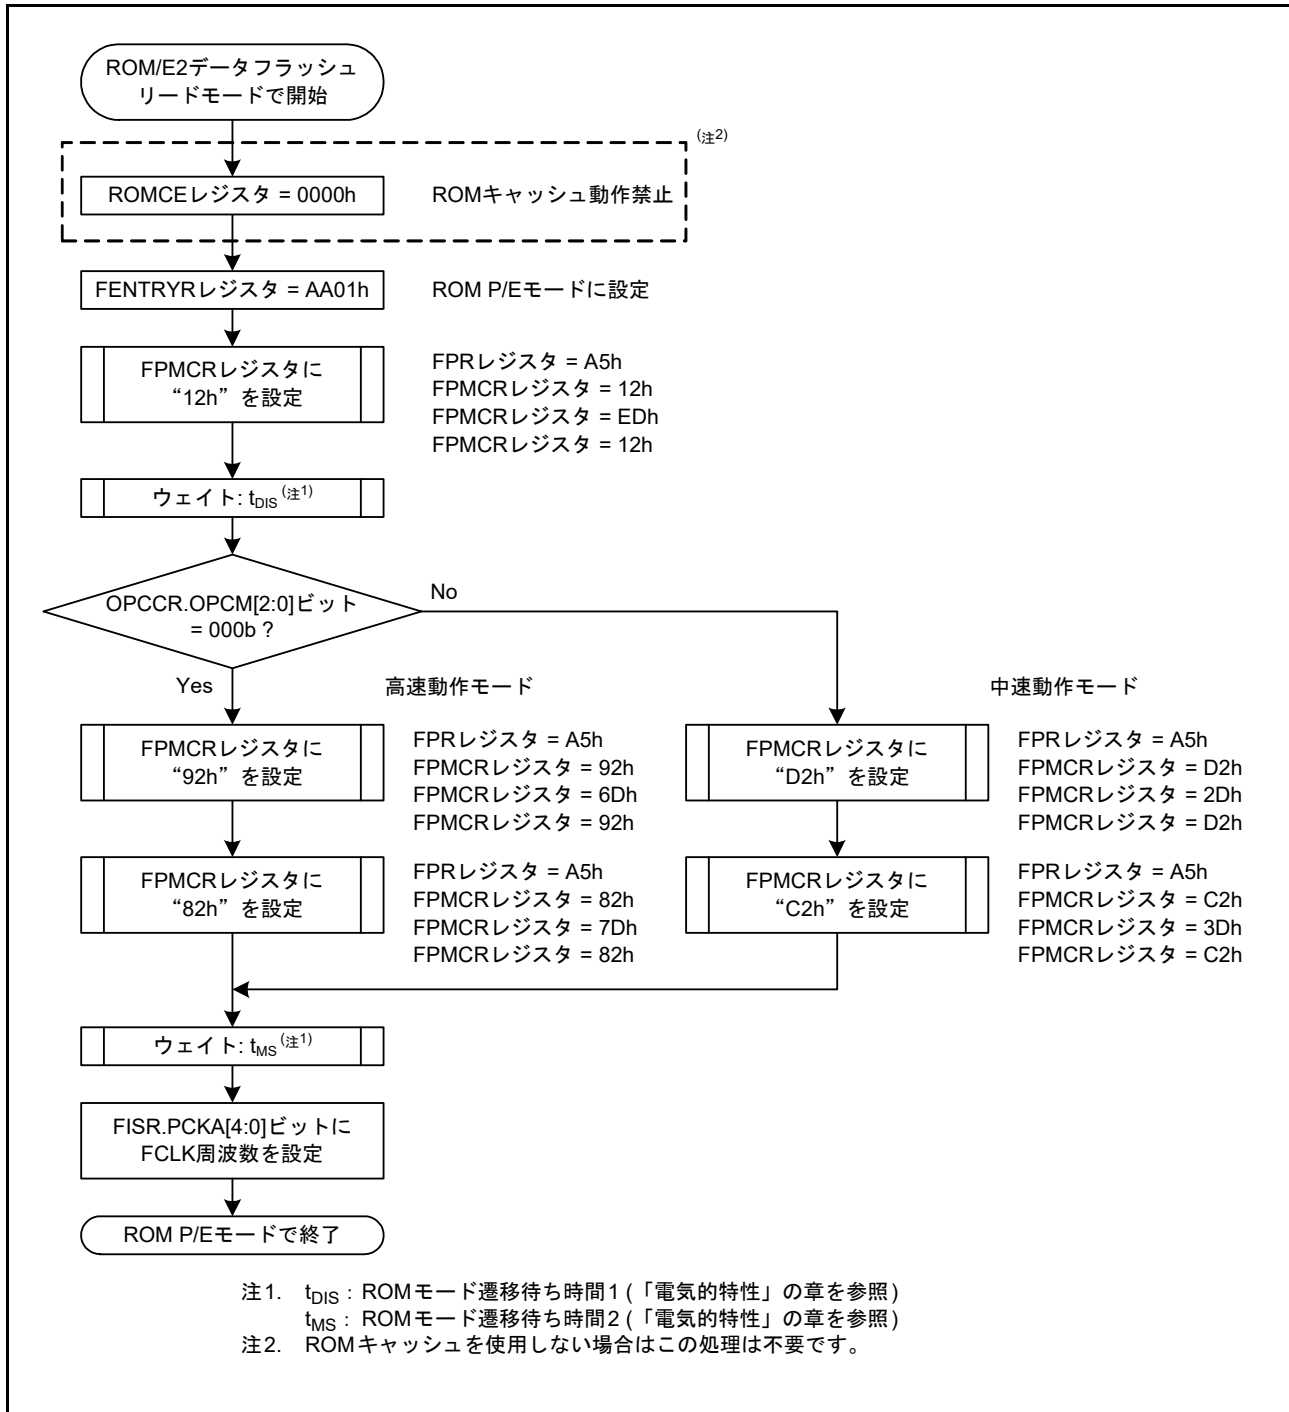 ROM/E2データフラッシュ
リードモードで開始
(注2)
ROMCEレジスタ = 0000h
ROMキャッシュ動作禁止
FENTRYRレジスタ = AA01h
ROM P/Eモードに設定
FPMCRレジスタに
“12h” を設定
FPRレジスタ = A5h
FPMCRレジスタ = 12h
FPMCRレジスタ = EDh
FPMCRレジスタ = 12h
ウェイト: tDIS (注1)
OPCCR.OPCM[2:0]ビット
= 000b ?
No
Yes
高速動作モード
中速動作モード
FPMCRレジスタに
“92h” を設定
FPRレジスタ = A5h
FPMCRレジスタ = 92h
FPMCRレジスタ = 6Dh
FPMCRレジスタ = 92h
FPMCRレジスタに
“D2h” を設定
FPRレジスタ = A5h
FPMCRレジスタ = D2h
FPMCRレジスタ = 2Dh
FPMCRレジスタ = D2h
FPMCRレジスタに
“82h” を設定
FPRレジスタ = A5h
FPMCRレジスタ = 82h
FPMCRレジスタ = 7Dh
FPMCRレジスタ = 82h
FPMCRレジスタに
“C2h” を設定
FPRレジスタ = A5h
FPMCRレジスタ = C2h
FPMCRレジスタ = 3Dh
FPMCRレジスタ = C2h
ウェイト: tMS (注1)
FISR.PCKA[4:0]ビットに
FCLK周波数を設定
ROM P/Eモードで終了
注1. tDIS : ROMモード遷移待ち時間1 (「電気的特性」の章を参照)
tMS : ROMモード遷移待ち時間2 (「電気的特性」の章を参照)
注2. ROMキャッシュを使用しない場合はこの処理は不要です。